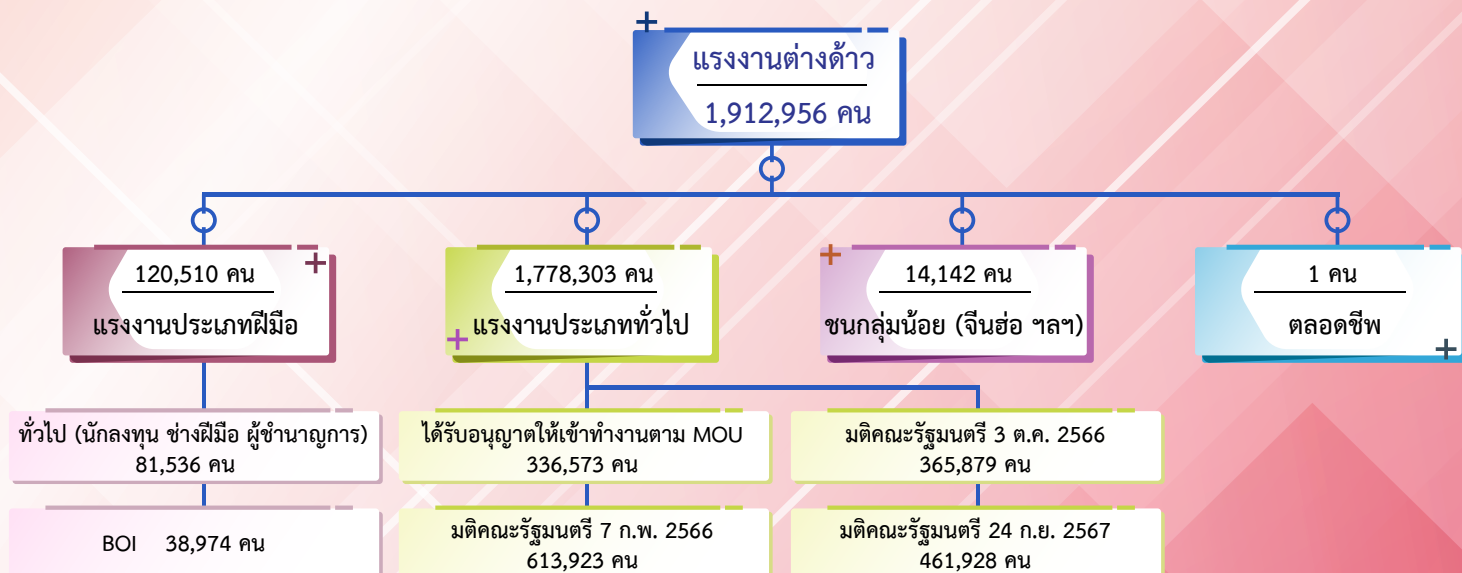 แรงงานต่างด้าว
1,912,956 คน
120,510 คน
แรงงานประเภทฝีมือ
1,778,303 คน
แรงงานประเภททั่วไป
14,142 คน
ชนกลุ่มน้อย (จีนฮ่อ ฯลฯ)
1 คน
ตลอดชีพ
ทั่วไป (นักลงทุน ช่างฝีมือ ผู้ชำนาญการ)
81,536 คน
BOI 38,974 คน
ได้รับอนุญาตให้เข้าทำงานตาม MOU
336,573 คน
มติคณะรัฐมนตรี 7 ก.พ. 2566
613,923 คน
มติคณะรัฐมนตรี 3 ต.ค. 2566
365,879 คน
มติคณะรัฐมนตรี 24 ก.ย. 2567
461,928 คน